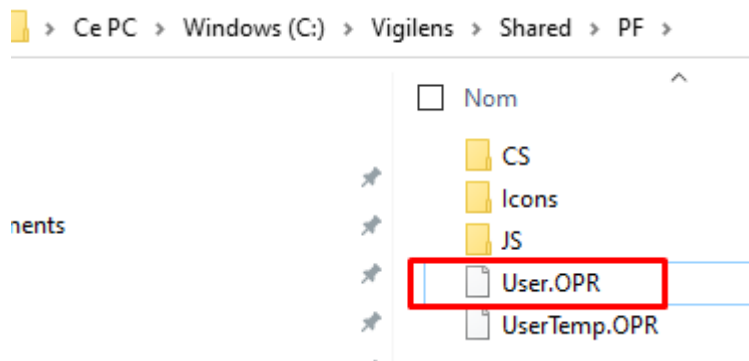 Ce PC > Windows (C:) > Vigilens > Shared > PF >
Nom
CS
Icons
nents
JS
User.OPR
UserTemp.OPR